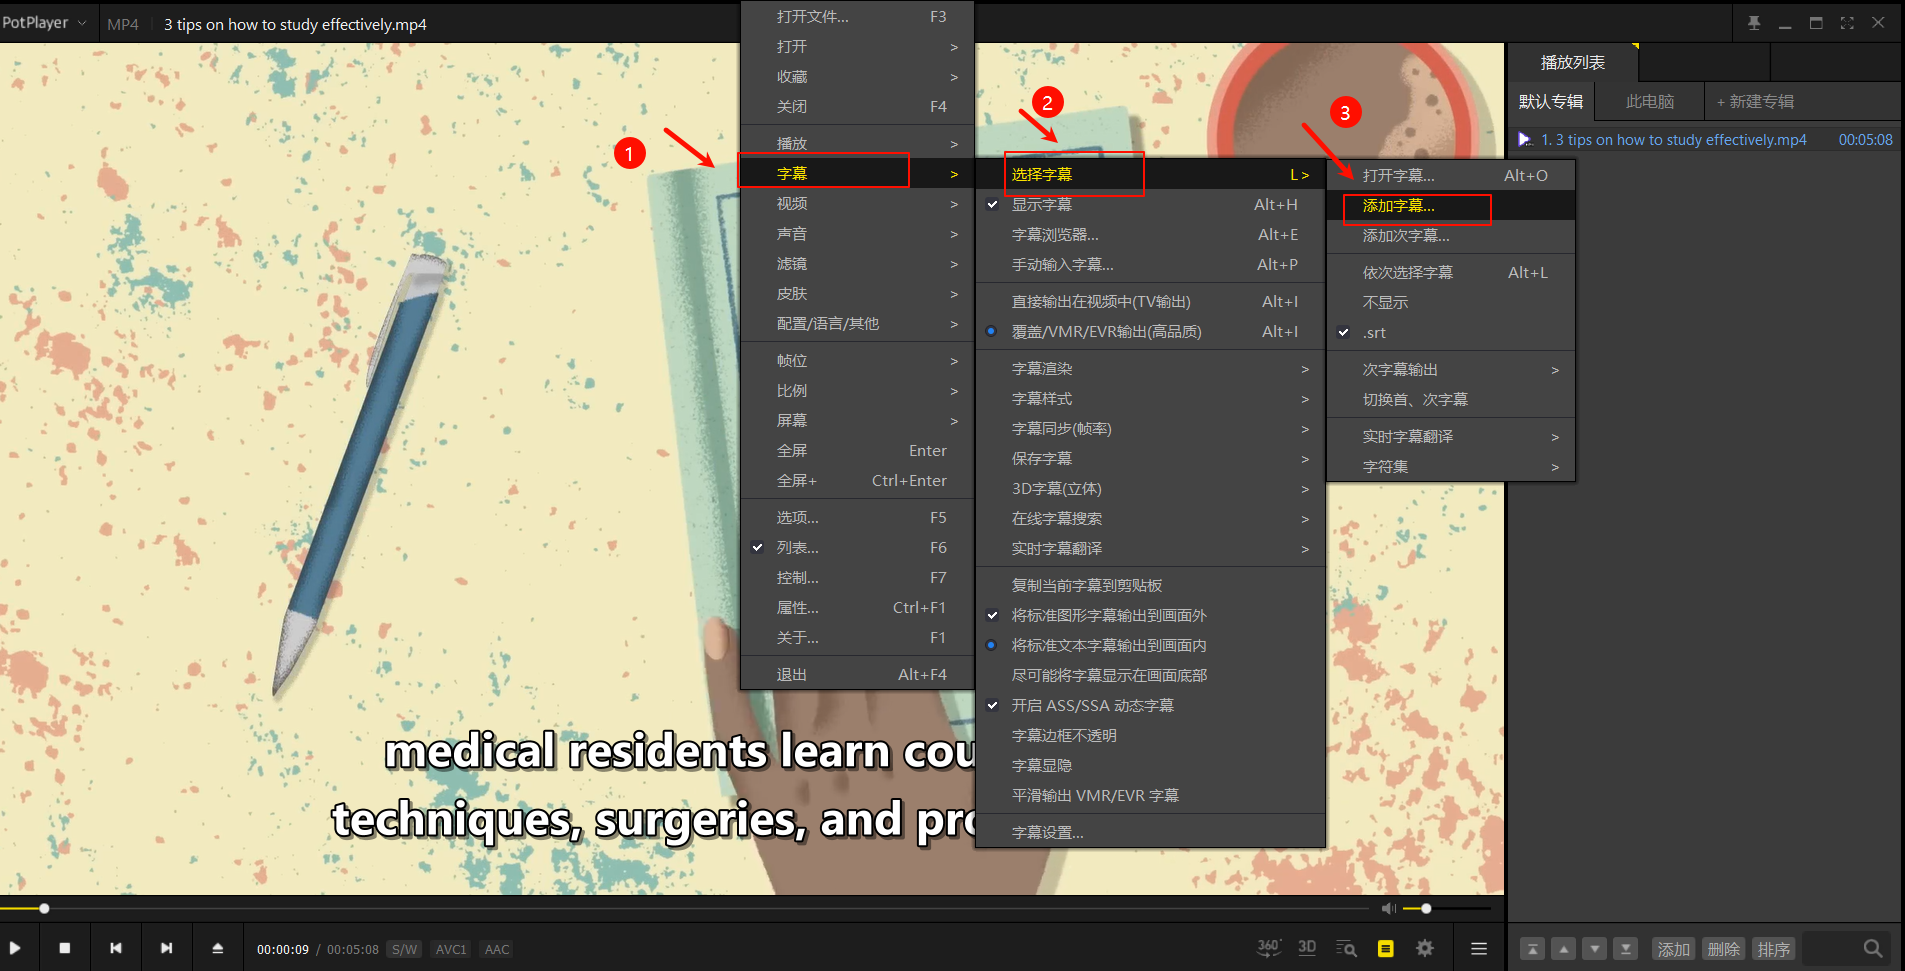 PotPlayer
MP4
3 tips on how to study effectively.mp4
打开文件... F3
打开 >
收藏 >
关闭 F4
播放 >
字幕 >
视频 >
声音 >
滤镜 >
皮肤 >
配置/语言/其他 >
帧位 >
比例 >
屏幕 >
全屏 Enter
全屏+ Ctrl+Enter
选项... F5
列表... F6
控制... F7
属性... Ctrl+F1
关于... F1
退出 Alt+F4
1
2
3
选择字幕 L >
显示字幕 Alt+H
字幕浏览器... Alt+E
手动输入字幕... Alt+P
直接输出在视频中(TV输出) Alt+I
覆盖/VMR/EVR输出(高品质) Alt+I
字幕渲染 >
字幕样式 >
字幕同步(帧率) >
保存字幕 >
3D字幕(立体) >
在线字幕搜索 >
实时字幕翻译 >
复制当前字幕到剪贴板
将标准图形字幕输出到画面外
将标准文本字幕输出到画面内
尽可能将字幕显示在画面底部
开启 ASS/SSA 动态字幕
字幕边框不透明
字幕显隐
平滑输出 VMR/EVR 字幕
字幕设置...
打开字幕... Alt+O
添加字幕...
添加次字幕...
依次选择字幕 Alt+L
不显示
.srt
次字幕输出 >
切换首、次字幕
实时字幕翻译 >
字符集 >
播放列表
默认专辑
此电脑
+ 新建专辑
1. 3 tips on how to study effectively.mp4 00:05:08
medical residents learn cou
techniques, surgeries, and pro
00:00:09 / 00:05:08 S/W AVC1 AAC
360°
3D
添加
删除
排序